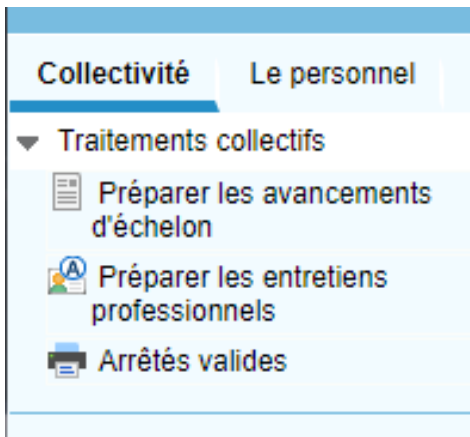 Collectivité Le personnel
Traitements collectifs
Préparer les avancements
d'échelon
Préparer les entretiens
professionnels
Arrêtés valides